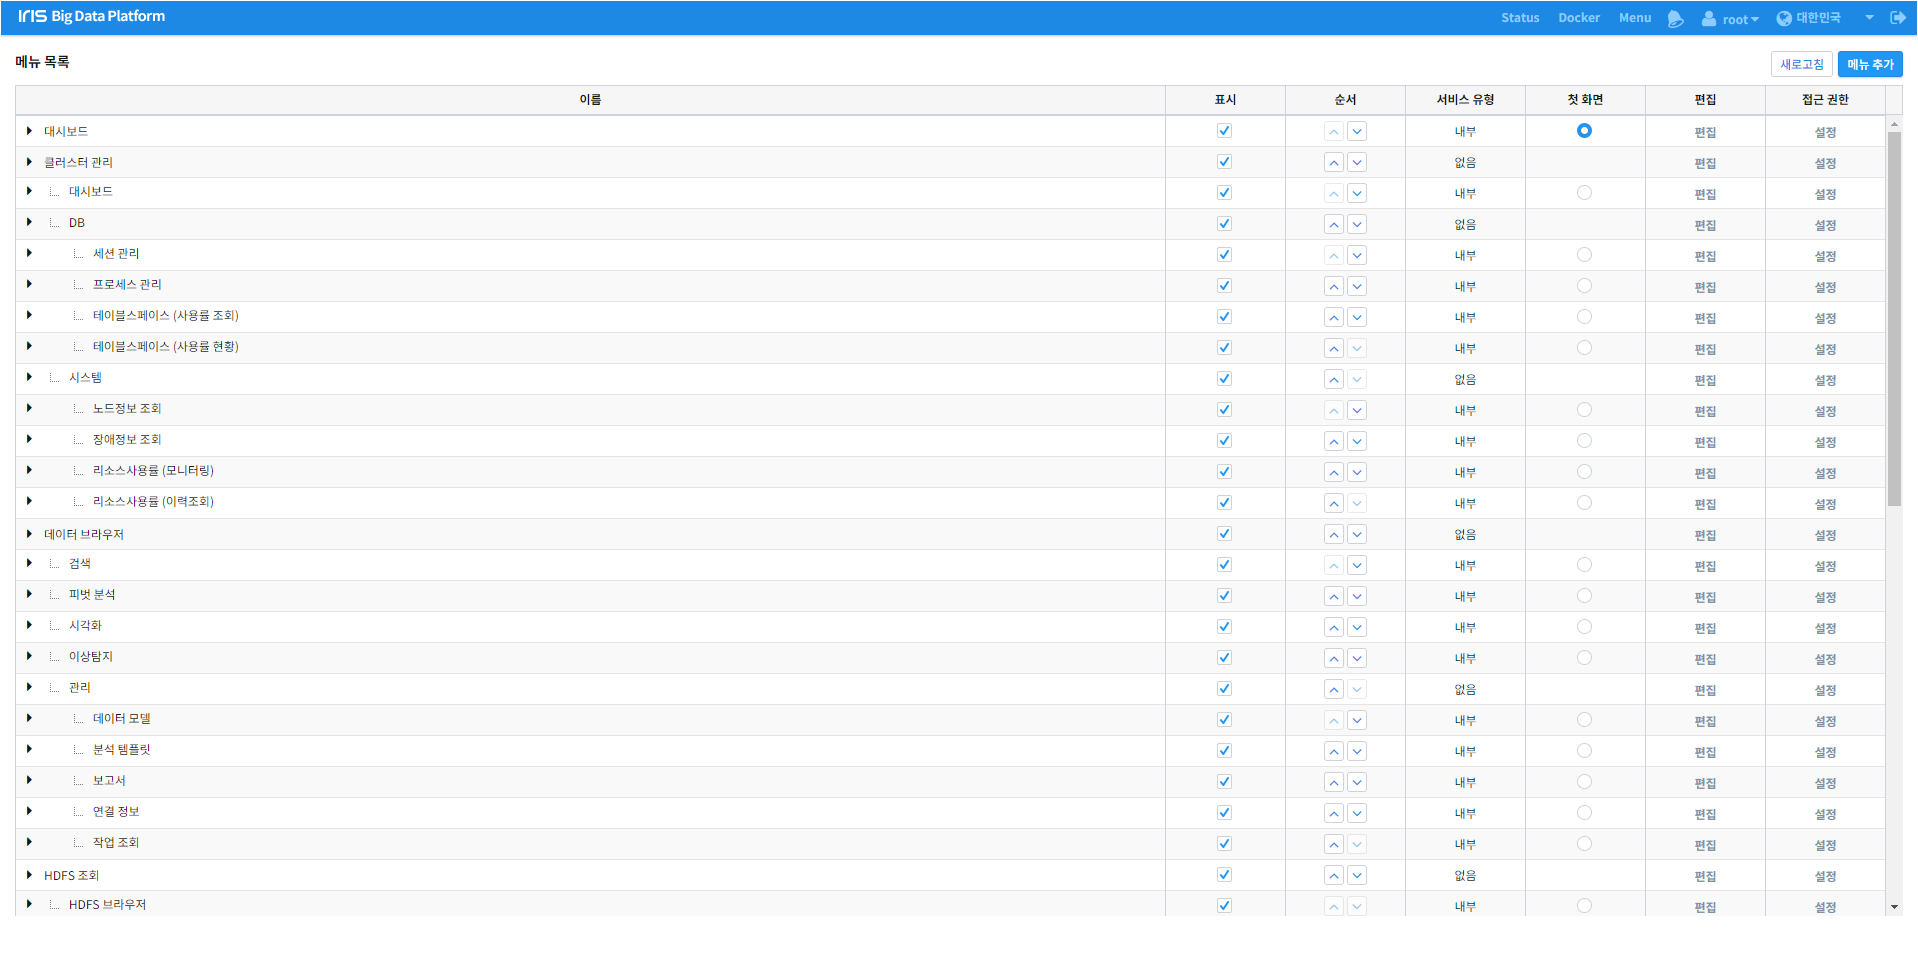 IRIS Big Data Platform Status Docker Menu root 대한민국
메뉴 목록 새로고침 메뉴 추가
이름 표시 순서 서비스 유형 첫 화면 편집 접근 권한
대시보드 내부 편집 설정
클러스터 관리 없음 편집 설정
대시보드 내부 편집 설정
DB 없음 편집 설정
세션 관리 내부 편집 설정
프로세스 관리 내부 편집 설정
테이블스페이스 (사용률 조회) 내부 편집 설정
테이블스페이스 (사용률 현황) 내부 편집 설정
시스템 없음 편집 설정
노드정보 조회 내부 편집 설정
장애정보 조회 내부 편집 설정
리소스사용률 (모니터링) 내부 편집 설정
리소스사용률 (이력조회) 내부 편집 설정
데이터 브라우저 없음 편집 설정
검색 내부 편집 설정
피벗 분석 내부 편집 설정
시각화 내부 편집 설정
이상탐지 내부 편집 설정
관리 없음 편집 설정
데이터 모델 내부 편집 설정
분석 템플릿 내부 편집 설정
보고서 내부 편집 설정
연결 정보 내부 편집 설정
작업 조회 내부 편집 설정
HDFS 조회 없음 편집 설정
HDFS 브라우저 내부 편집 설정